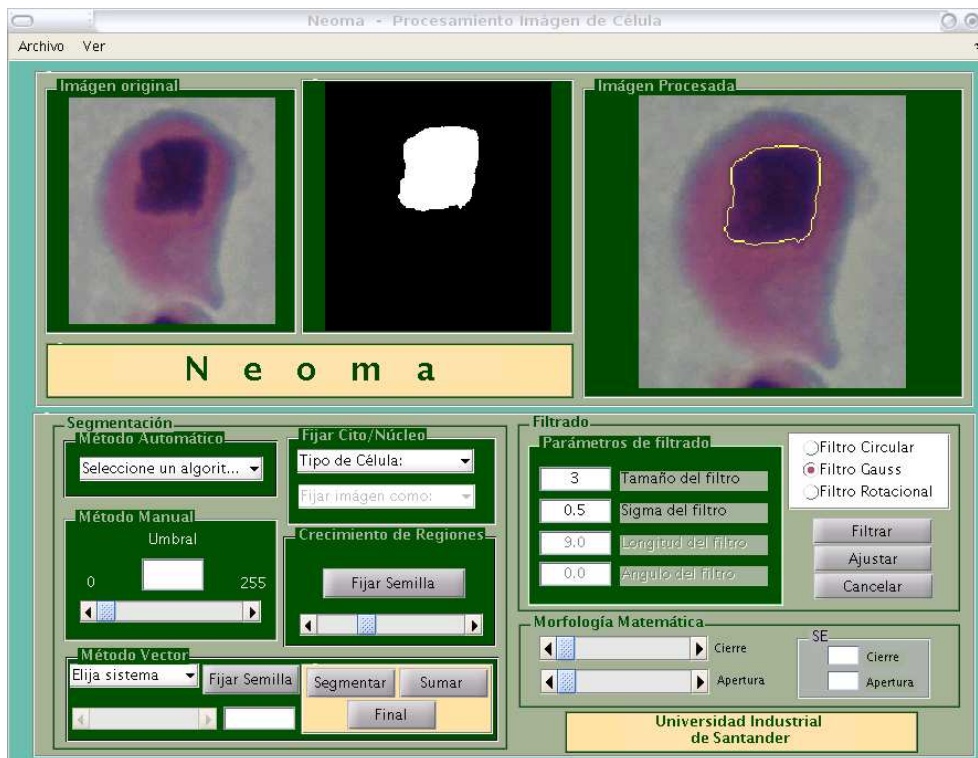 Neoma - Procesamiento Imágen de Célula
Archivo Ver
Imágen original
Imágen Procesada
Neoma
Segmentación
Método Automático
Seleccione un algorit...
Fijar Cito/Núcleo
Tipo de Célula:
Fijar imágen como:
Método Manual
Umbral
0
255
Crecimiento de Regiones
Fijar Semilla
Método Vector
Elija sistema
Fijar Semilla
Segmentar
Sumar
Final
Filtrado
Parámetros de filtrado
3 Tamaño del filtro
0.5 Sigma del filtro
9.0 Longitud del filtro
0.0 Angulo del filtro
Filtro Circular
Filtro Gauss
Filtro Rotacional
Filtrar
Ajustar
Cancelar
Morfología Matemática
Cierre
Apertura
SE
Cierre
Apertura
Universidad Industrial
de Santander